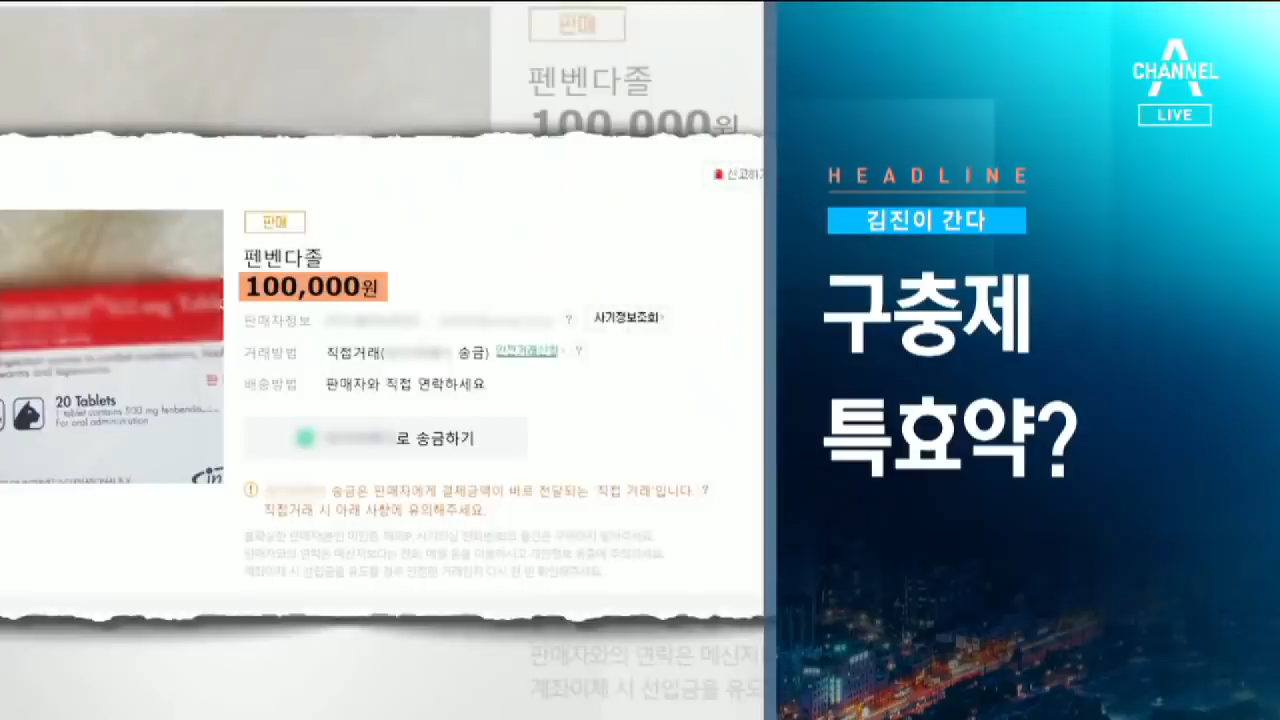 판매
펜벤다졸
100,000원
신고하기
판매
펜벤다졸
100,000원
판매자정보
?
사기정보조회
거래방법
직접거래(
송금)
안전거래신청
?
배송방법
판매자와 직접 연락하세요
로 송금하기
송금은 판매자에게 결제금액이 바로 전달되는 '직접 거래'입니다. ?
직접거래 시 아래 사항에 유의해주세요.
20 Tablets
1 tablet contains 500 mg
For oral administration
판매자와의 연락은 메신저
계좌이체 시 선입금을 유도
CHANNEL A
LIVE
HEADLINE
김진이 간다
구충제
특효약?